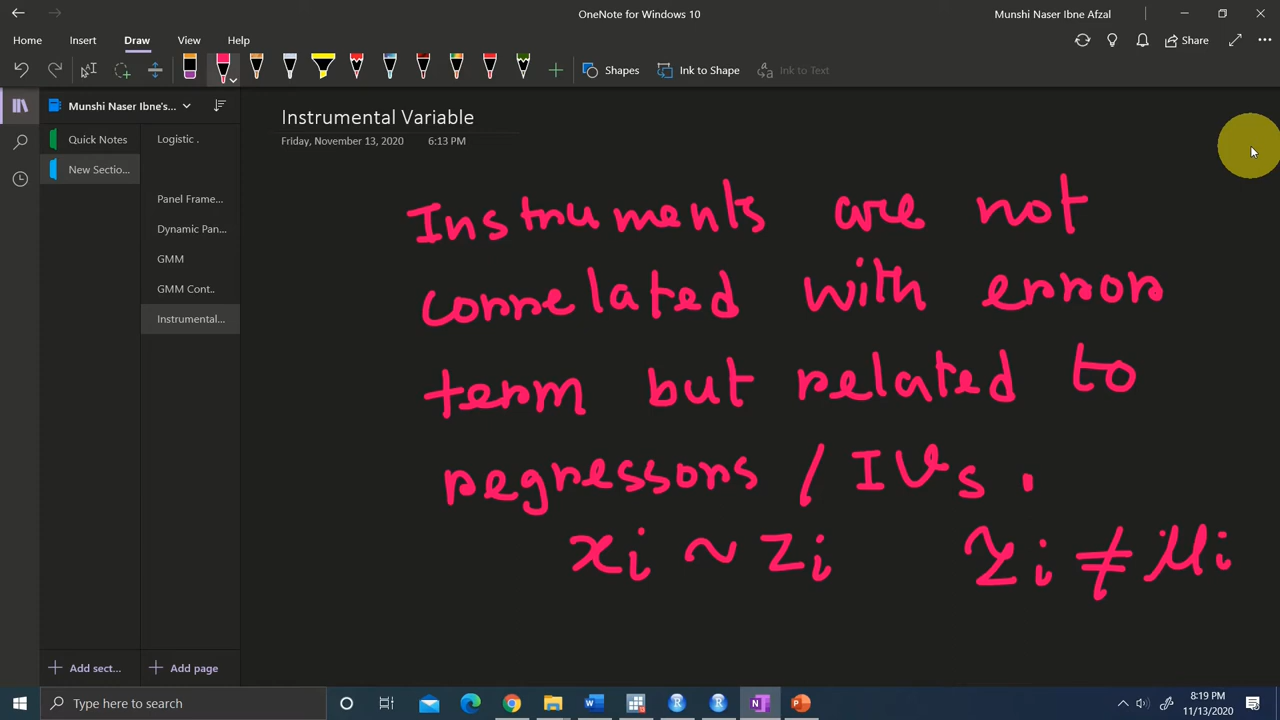 OneNote for Windows 10
Munshi Naser Ibne Afzal
Home
Insert
Draw
View
Help
Share
Shapes
Ink to Shape
Ink to Text
Munshi Naser Ibne's...
Quick Notes
New Sectio...
Logistic .
Panel Frame...
Dynamic Pan...
GMM
GMM Cont..
Instrumental...
Add sect...
Add page
Instrumental Variable
Friday, November 13, 2020 6:13 PM
Instruments are not
correlated with error
term but related to
regressors / IVs .
xi ~ zi zi ≠ μi
Type here to search
8:19 PM
11/13/2020